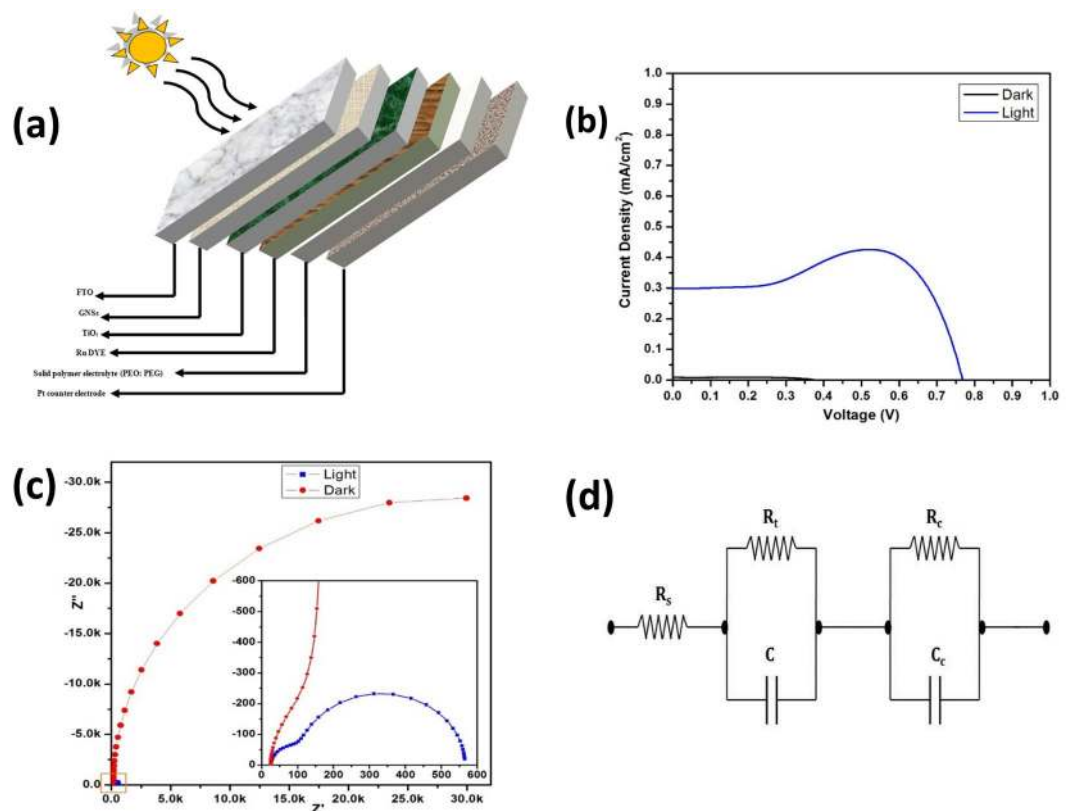 (a)
FTO
GNSs
TiO₂
Ru DYE
Solid polymer electrolyte (PEO: PEG)
Pt counter electrode
(b)
Dark
Light
Current Density (mA/cm²)
1.0
0.9
0.8
0.7
0.6
0.5
0.4
0.3
0.2
0.1
0.0
0.0 0.1 0.2 0.3 0.4 0.5 0.6 0.7 0.8 0.9 1.0
Voltage (V)
(c)
Light
Dark
Z''
-30.0k
-25.0k
-20.0k
-15.0k
-10.0k
-5.0k
0.0
0.0 5.0k 10.0k 15.0k 20.0k 25.0k 30.0k
Z'
-600
-500
-400
-300
-200
-100
0
0 100 200 300 400 500 600
(d)
Rs
Rt
C
Rc
Cc